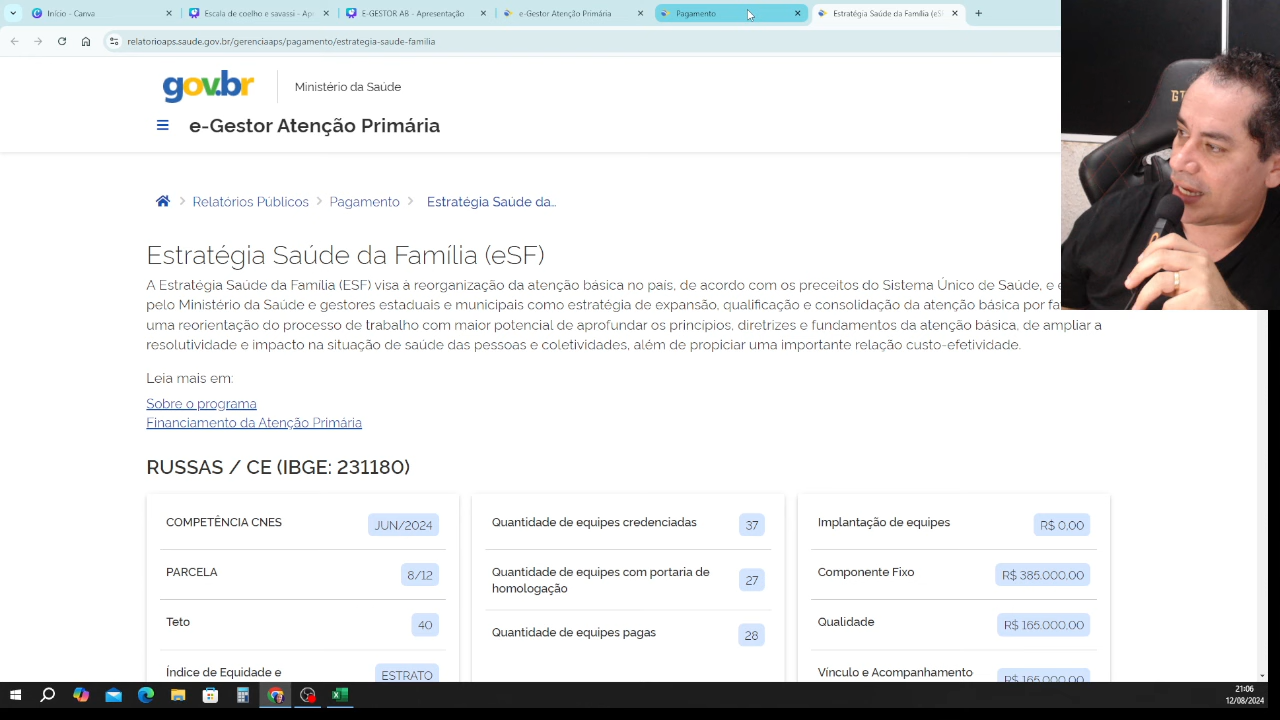 Início
Escala de coelho e savassi - Ap
E-GESTOR AB - Apresentação
Início
e-Gestor Atenção Primária
Pagamento
Estratégia Saúde da Família (eSF
relatorioaps.saude.gov.br/gerenciaaps/pagamento/estrategia-saude-familia
gov.br
Ministério da Saúde
e-Gestor Atenção Primária
Relatórios Públicos
Pagamento
Estratégia Saúde da...
Estratégia Saúde da Família (eSF)
A Estratégia Saúde da Família (ESF) visa à reorganização da atenção básica no país, de acordo com os preceitos do Sistema Único de Saúde, e
pelo Ministério da Saúde e gestores estaduais e municipais como estratégia de expansão, qualificação e consolidação da atenção básica por
uma reorientação do processo de trabalho com maior potencial de aprofundar os princípios, diretrizes e fundamentos da atenção básica, de ampliar a
resolutividade e impacto na situação de saúde das pessoas e coletividades, além de propiciar uma importante relação custo-efetividade.
Leia mais em:
Sobre o programa
Financiamento da Atenção Primária
RUSSAS / CE (IBGE: 231180)
COMPETÊNCIA CNES
JUN/2024
PARCELA
8/12
Teto
40
Índice de Equidade e
ESTRATO
Quantidade de equipes credenciadas
37
Quantidade de equipes com portaria de
homologação
27
Quantidade de equipes pagas
28
Implantação de equipes
R$ 0,00
Componente Fixo
R$ 385.000,00
Qualidade
R$ 165.000,00
Vínculo e Acompanhamento
R$ 165.000,00
21:06
12/08/2024